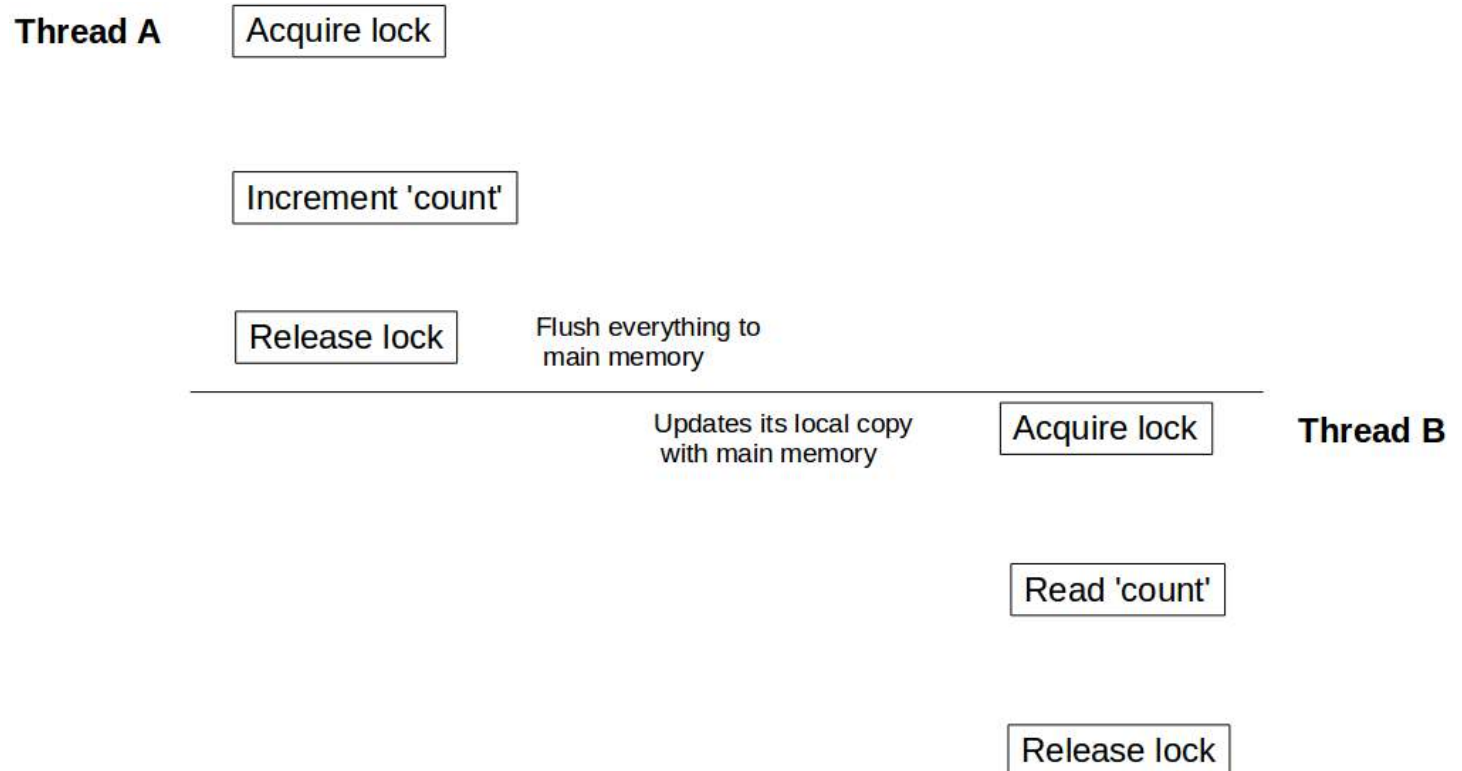 Thread A
Acquire lock
Increment 'count'
Release lock
Flush everything to
main memory
Updates its local copy
with main memory
Acquire lock
Thread B
Read 'count'
Release lock